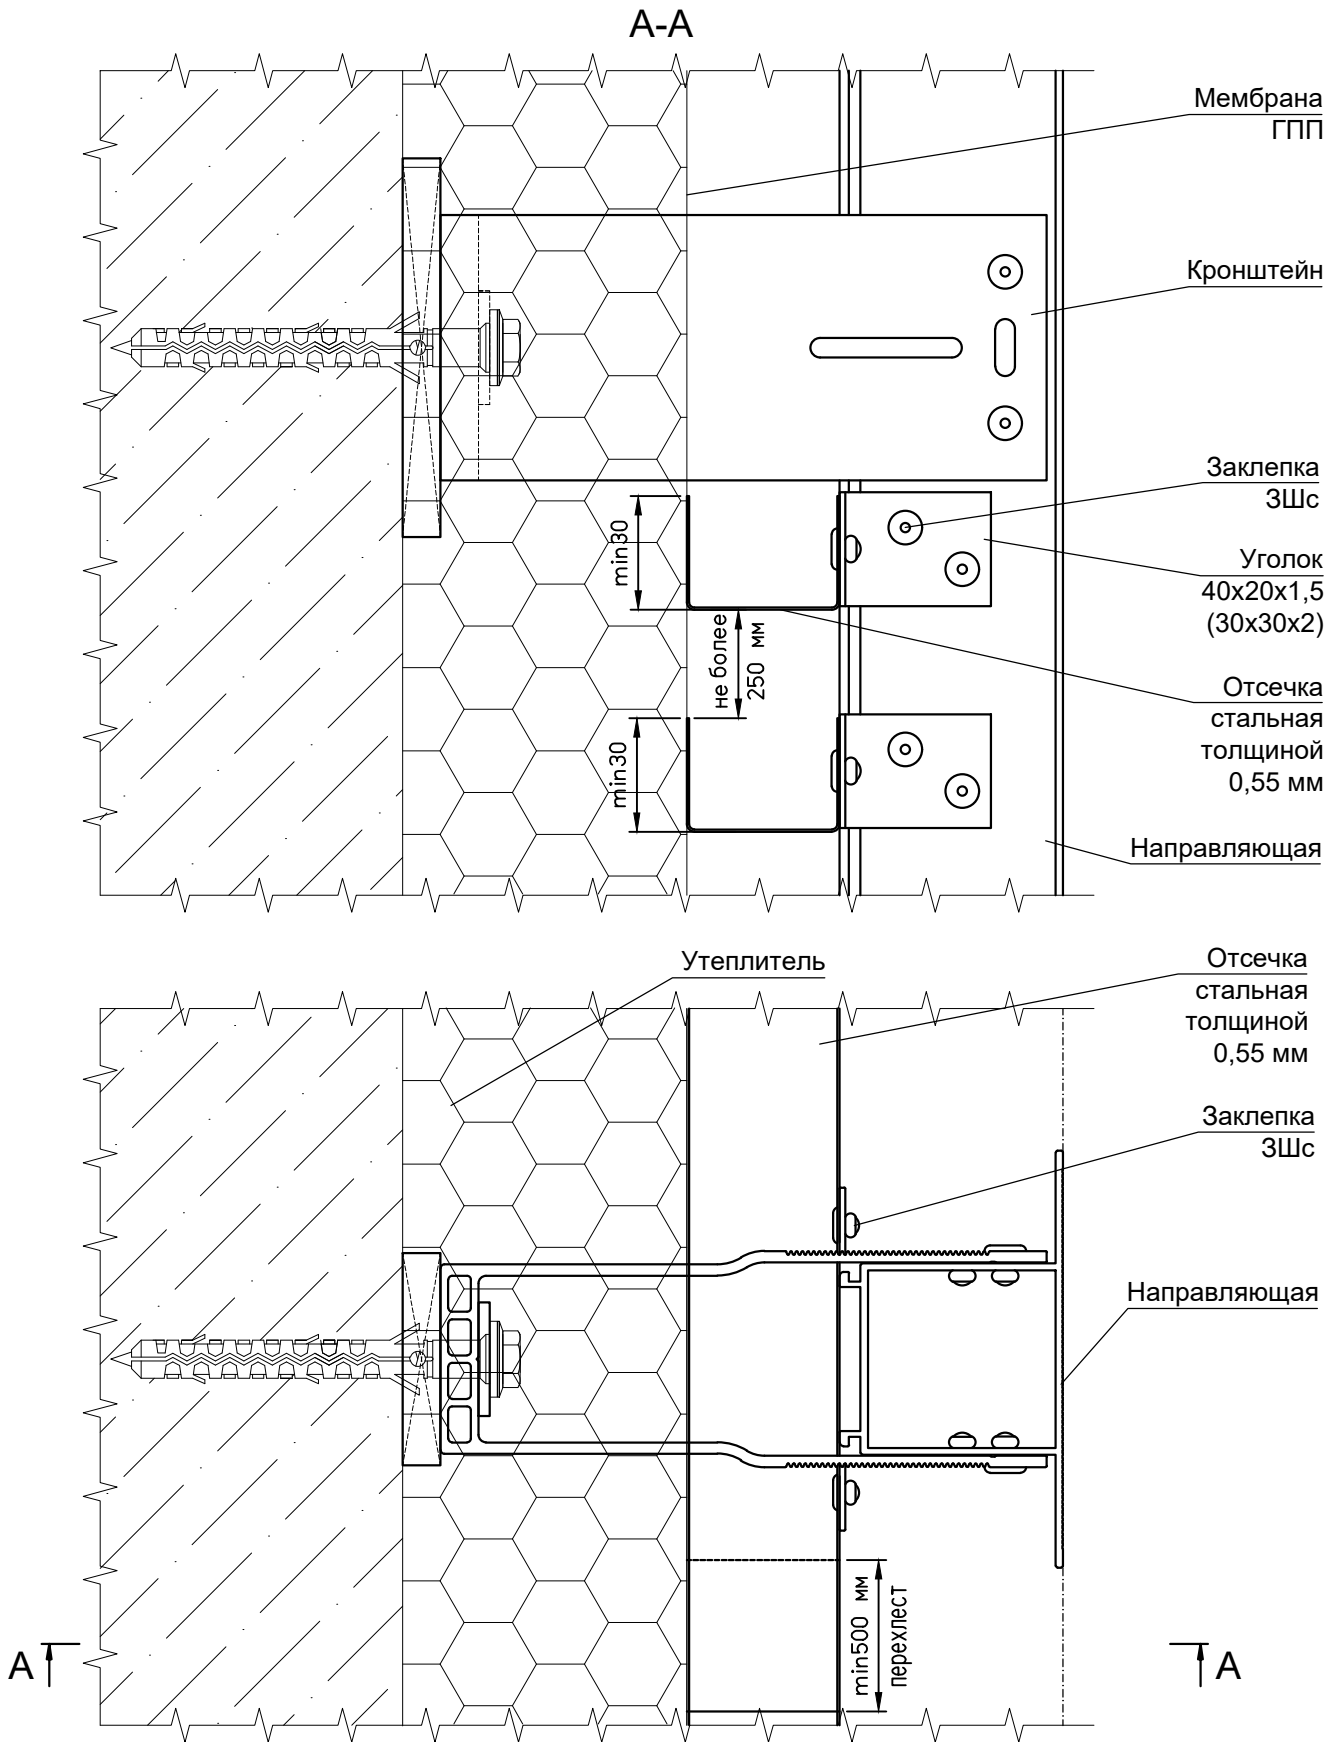 А-А
Мембрана
ГПП
Кронштейн
Заклепка
ЗШс
Уголок
40х20х1,5
(30х30х2)
Отсечка
стальная
толщиной
0,55 мм
Направляющая
min30
не более
250 мм
min30
Утеплитель
Отсечка
стальная
толщиной
0,55 мм
Заклепка
ЗШс
Направляющая
min500 мм
перехлест
А
А